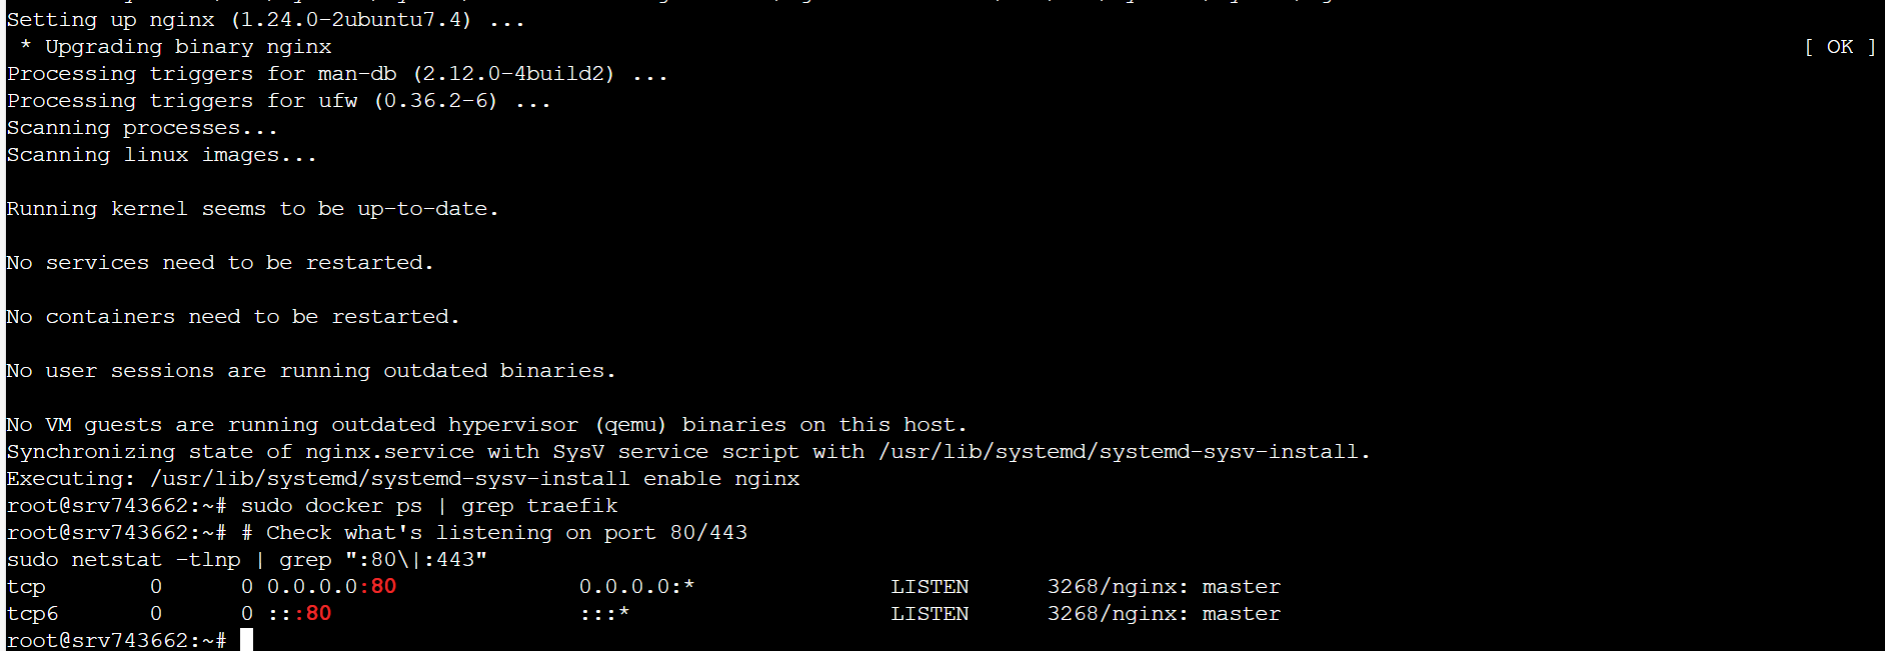 Setting up nginx (1.24.0-2ubuntu7.4) ...
 * Upgrading binary nginx [ OK ]
Processing triggers for man-db (2.12.0-4build2) ...
Processing triggers for ufw (0.36.2-6) ...
Scanning processes...
Scanning linux images...
Running kernel seems to be up-to-date.
No services need to be restarted.
No containers need to be restarted.
No user sessions are running outdated binaries.
No VM guests are running outdated hypervisor (qemu) binaries on this host.
Synchronizing state of nginx.service with SysV service script with /usr/lib/systemd/systemd-sysv-install.
Executing: /usr/lib/systemd/systemd-sysv-install enable nginx
root@srv743662:~# sudo docker ps | grep traefik
root@srv743662:~# # Check what's listening on port 80/443
sudo netstat -tlnp | grep ":80\|:443"
tcp 0 0 0.0.0.0:80 0.0.0.0:* LISTEN 3268/nginx: master
tcp6 0 0 :::80 :::* LISTEN 3268/nginx: master
root@srv743662:~#